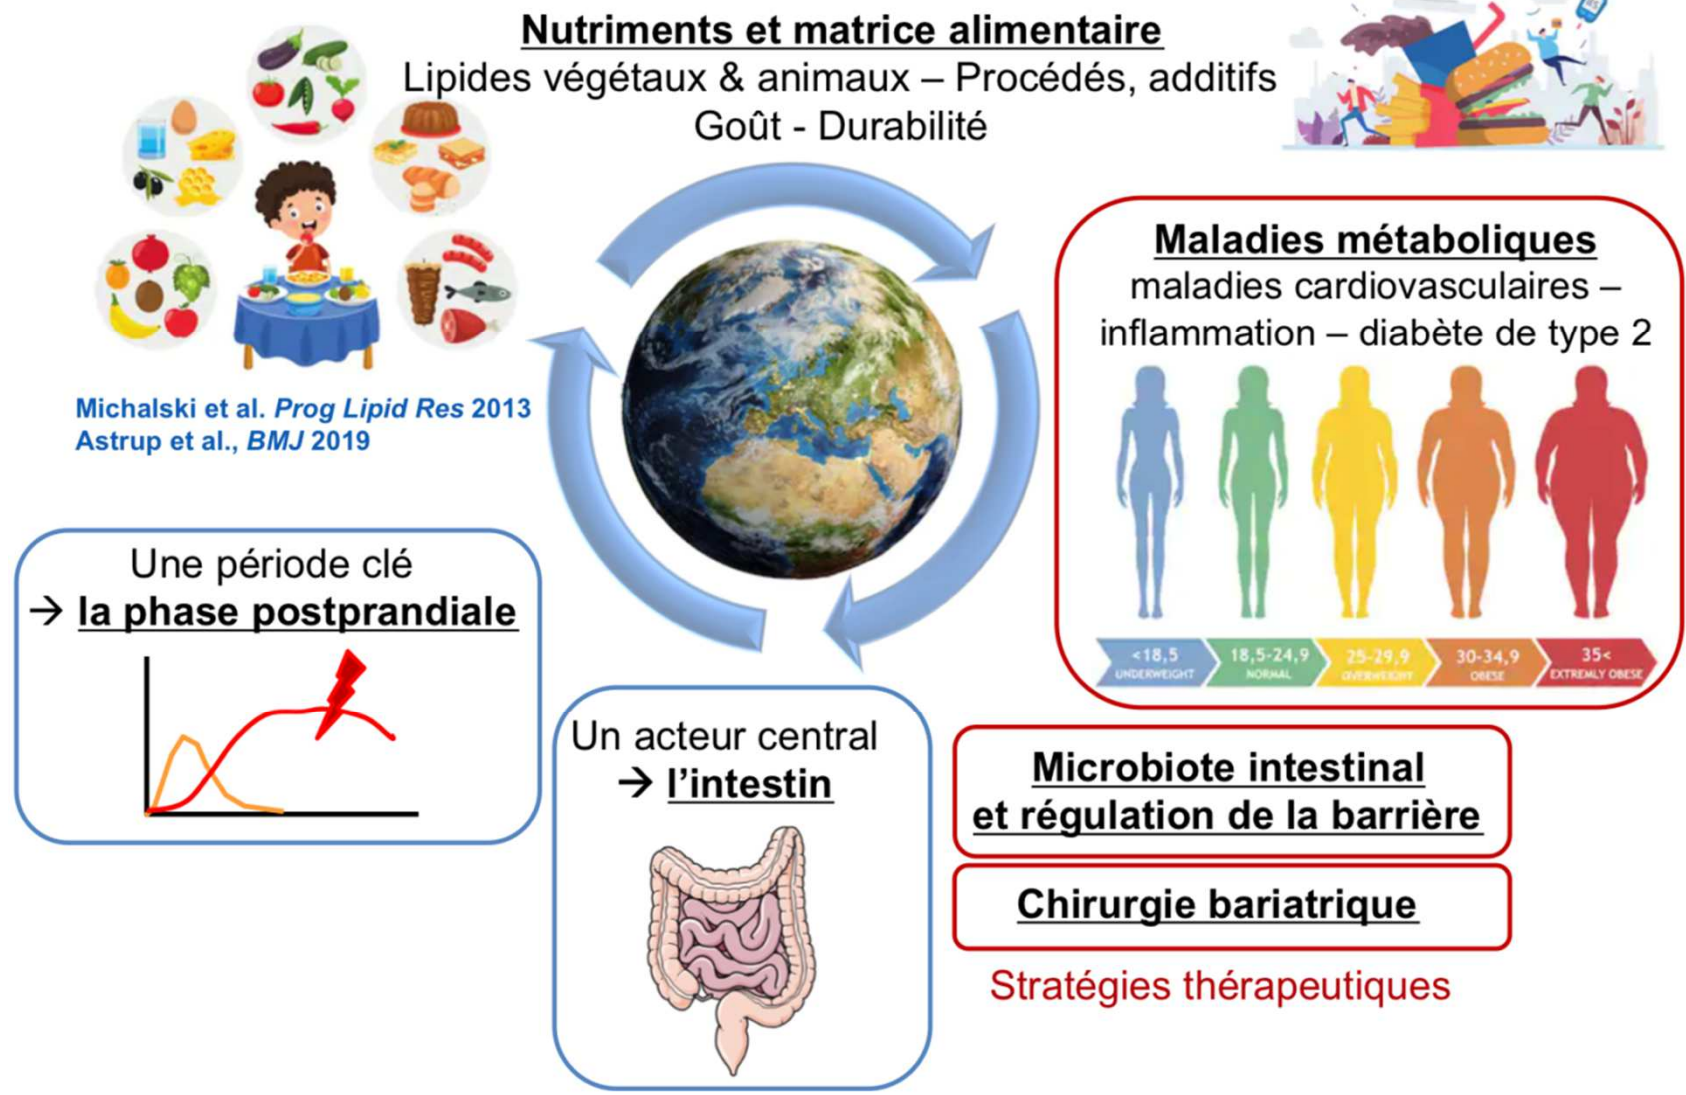 Nutriments et matrice alimentaire
Lipides végétaux & animaux – Procédés, additifs
Goût - Durabilité
Michalski et al. Prog Lipid Res 2013
Astrup et al., BMJ 2019
Maladies métaboliques
maladies cardiovasculaires –
inflammation – diabète de type 2
<18,5
UNDERWEIGHT
18,5-24,9
NORMAL
25-29,9
OVERWEIGHT
30-34,9
OBESE
35<
EXTREMLY OBESE
Une période clé
→ la phase postprandiale
Un acteur central
→ l’intestin
Microbiote intestinal
et régulation de la barrière
Chirurgie bariatrique
Stratégies thérapeutiques